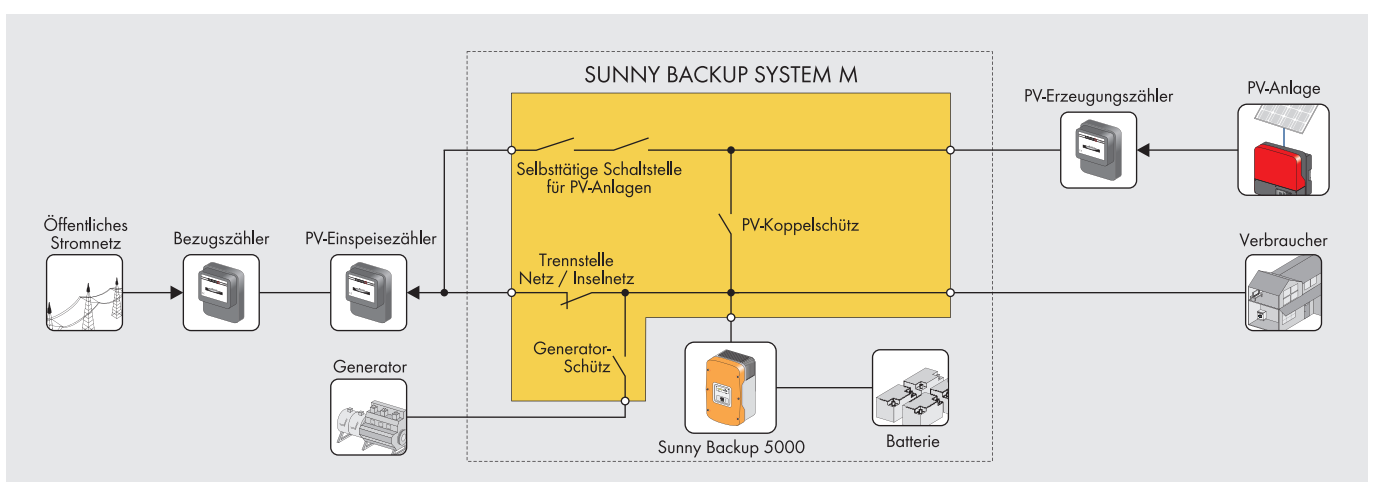 SUNNY BACKUP SYSTEM M
PV-Erzeugungszähler
PV-Anlage
Selbsttätige Schaltstelle
für PV-Anlagen
PV-Koppelschütz
Öffentliches
Stromnetz
Bezugszähler
PV-Einspeisezähler
Trennstelle
Netz / Inselnetz
Verbraucher
Generator-
Schütz
Generator
Sunny Backup 5000
Batterie